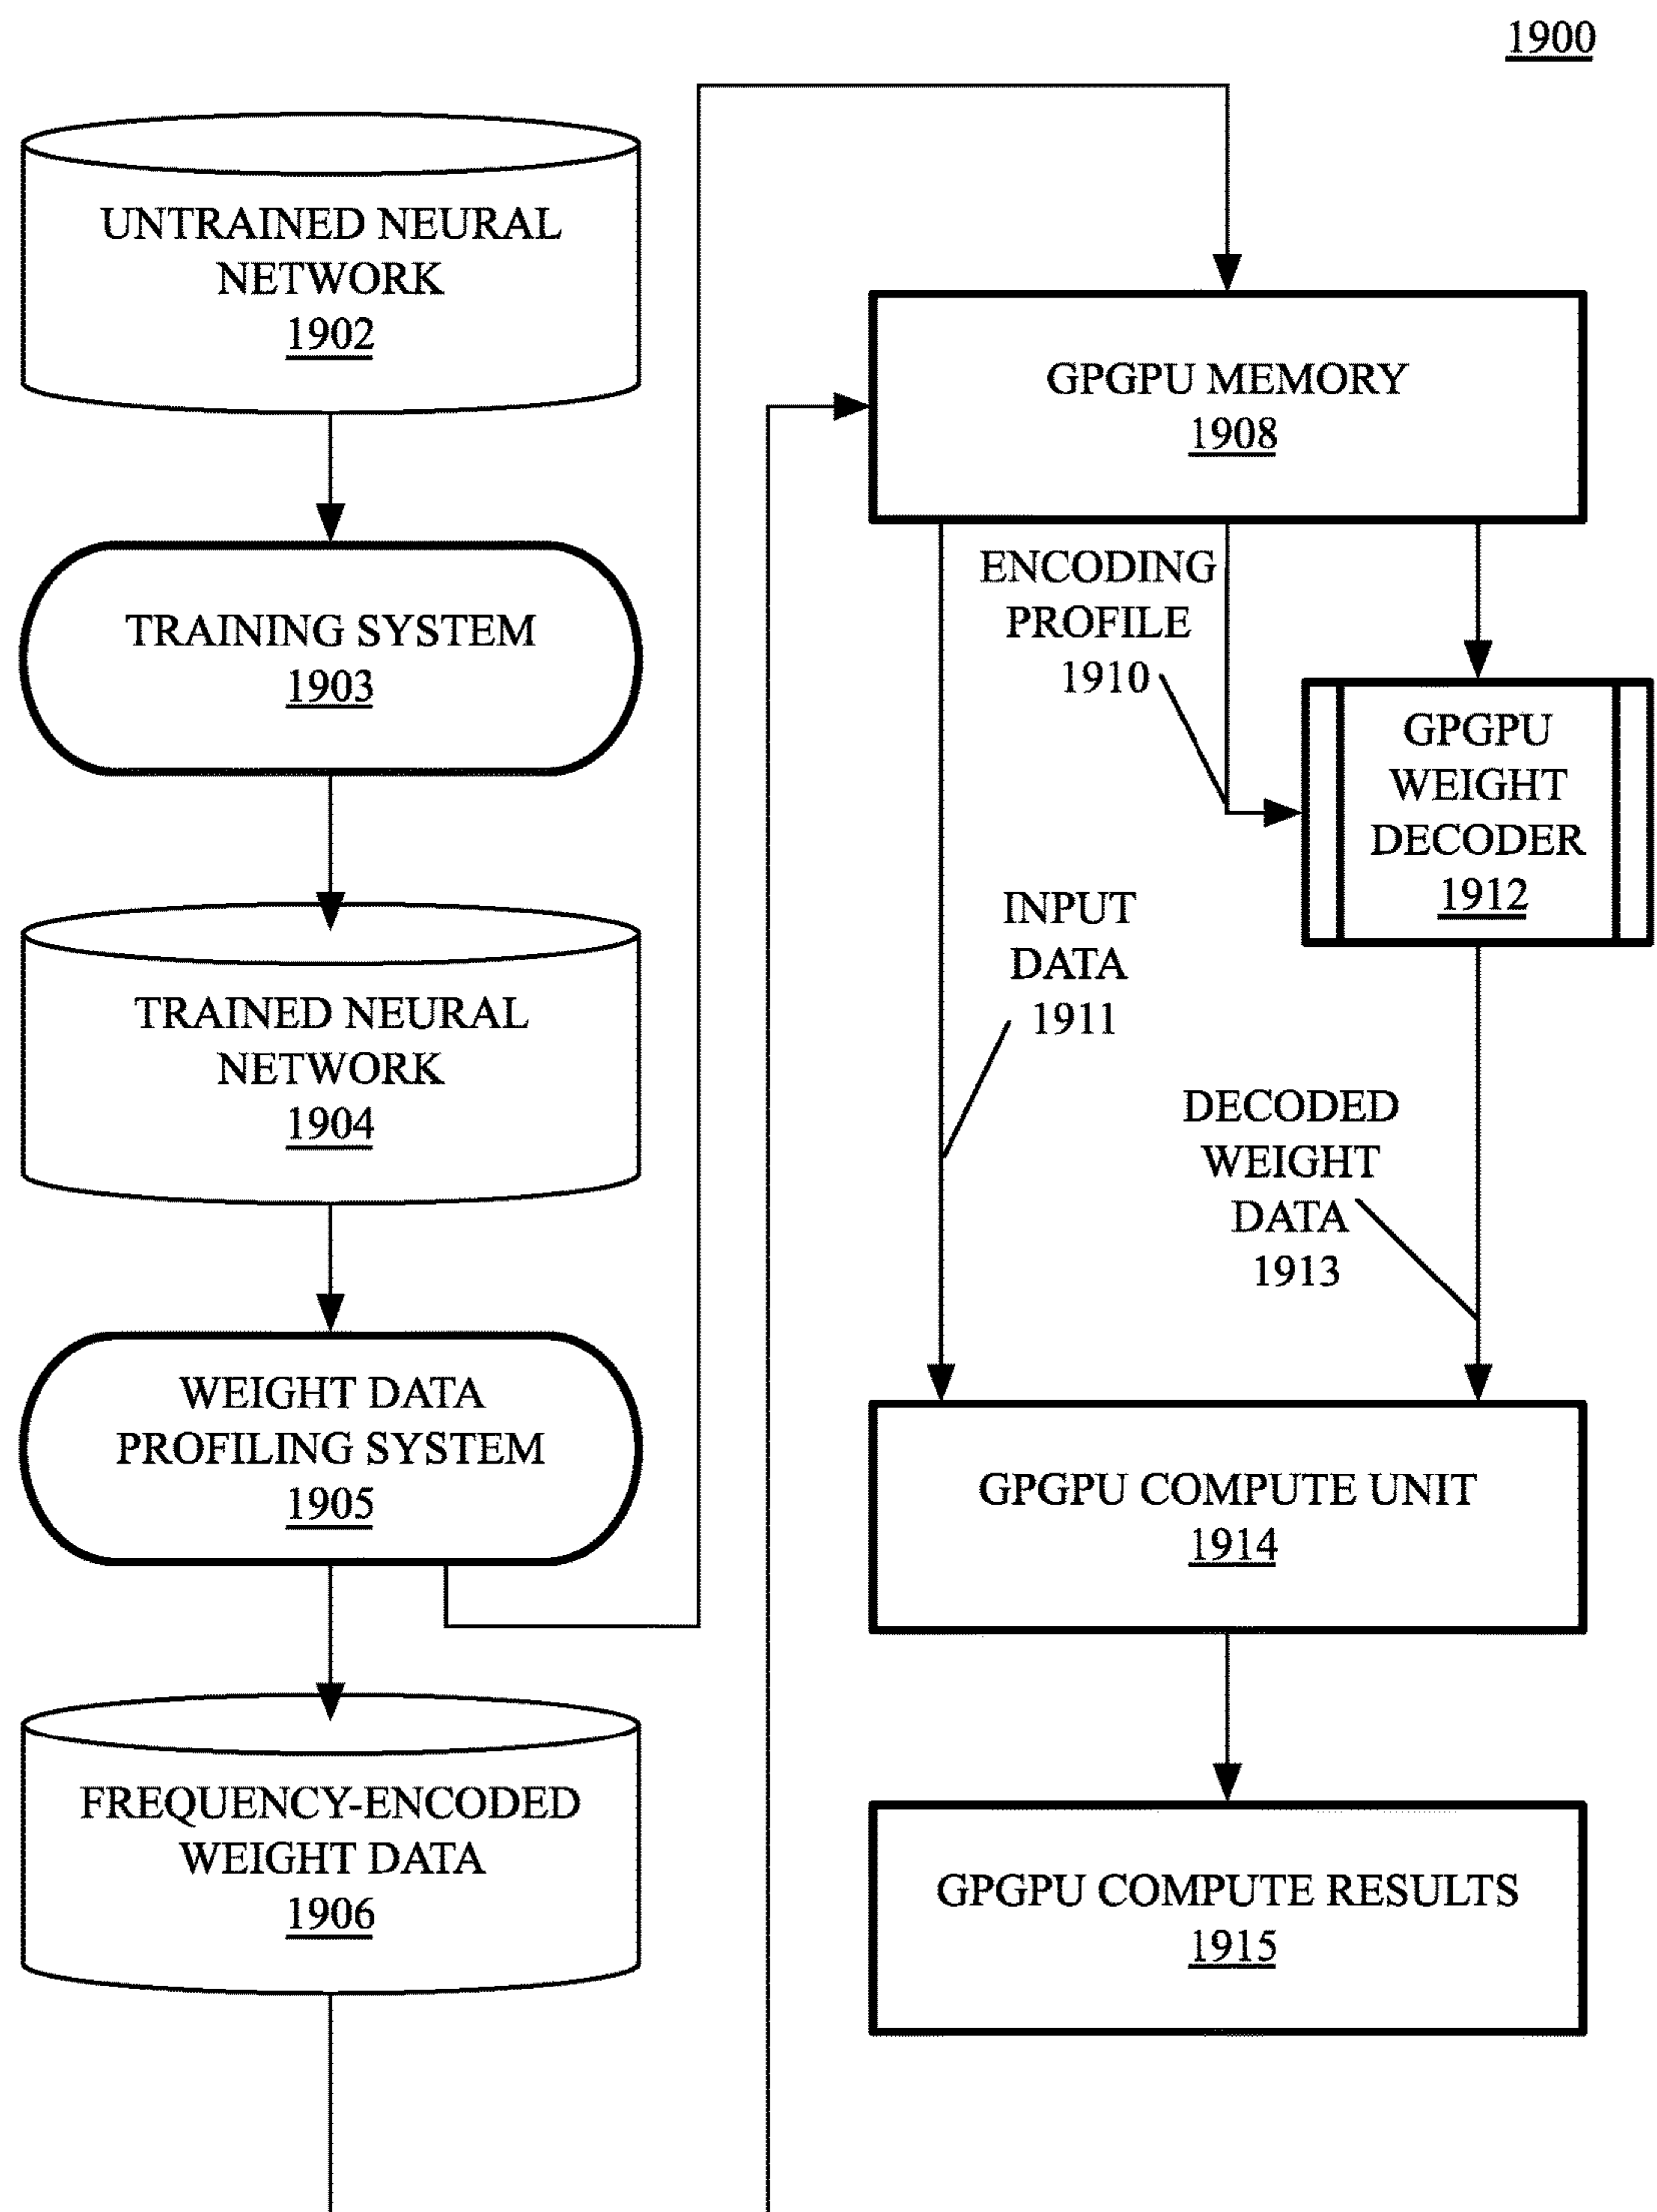 1900
UNTRAINED NEURAL
NETWORK
1902
TRAINING SYSTEM
1903
TRAINED NEURAL
NETWORK
1904
WEIGHT DATA
PROFILING SYSTEM
1905
FREQUENCY-ENCODED
WEIGHT DATA
1906
GPGPU MEMORY
1908
ENCODING
PROFILE
1910
GPGPU
WEIGHT
DECODER
1912
INPUT
DATA
1911
DECODED
WEIGHT
DATA
1913
GPGPU COMPUTE UNIT
1914
GPGPU COMPUTE RESULTS
1915